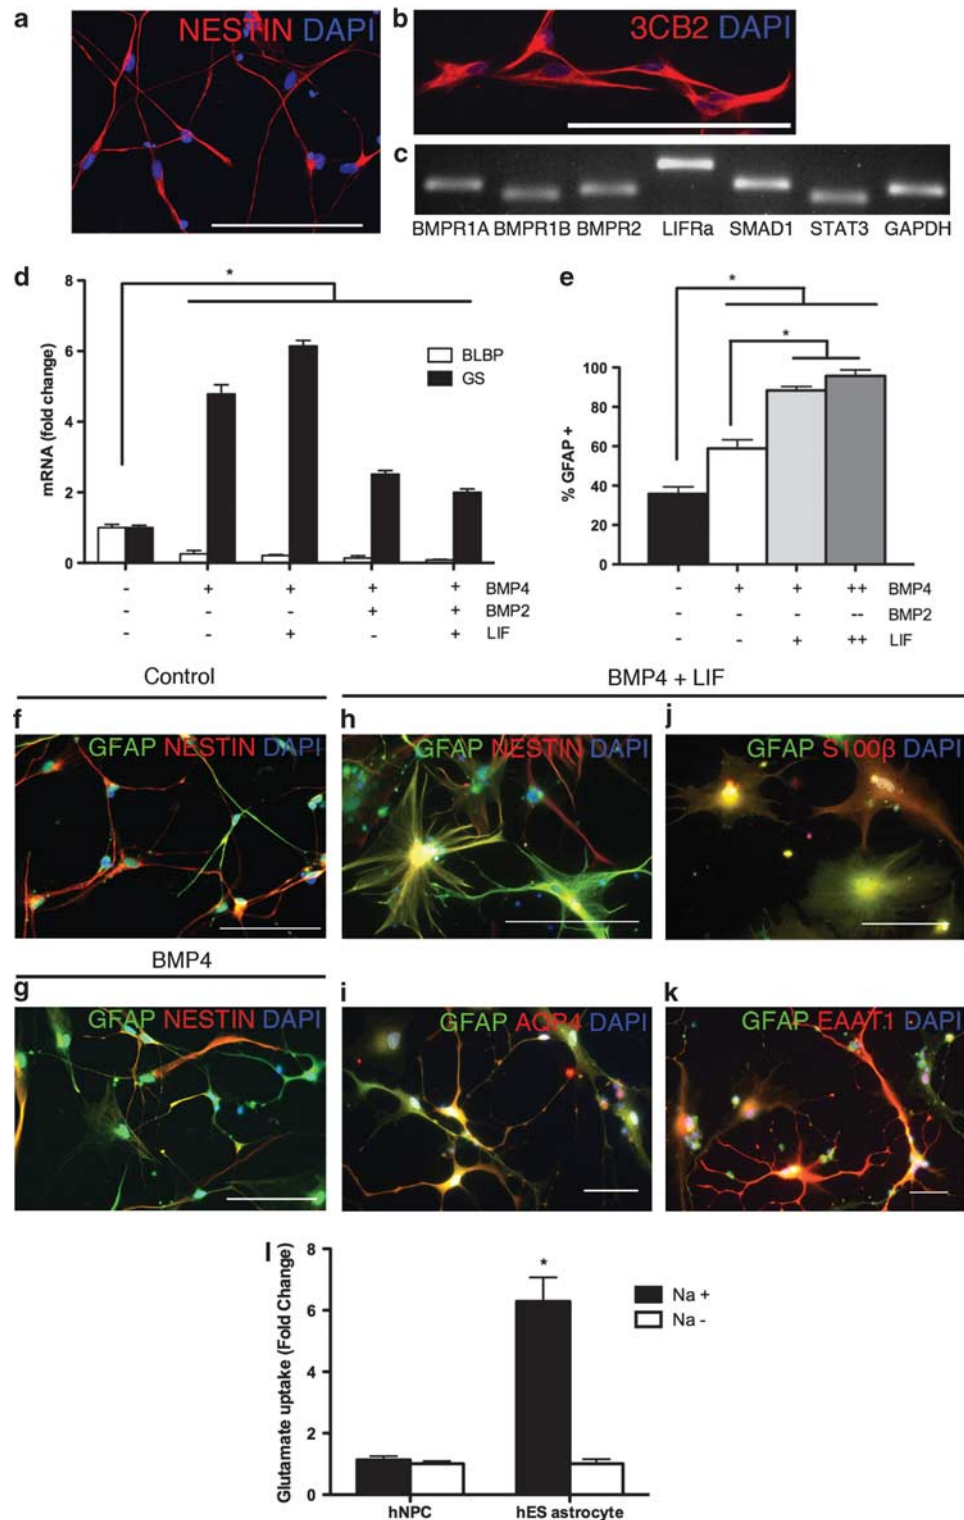 a
NESTIN DAPI
b
3CB2 DAPI
c
BMPR1A BMPR1B BMPR2 LIFRa SMAD1 STAT3 GAPDH
d
*
8
6
4
2
0
mRNA (fold change)
BLBP
GS
- + + + + BMP4
- - - + + BMP2
- - + - + LIF
e
*
*
100
80
60
40
20
0
% GFAP +
- + + ++ BMP4
- - - -- BMP2
- - + ++ LIF
Control
BMP4 + LIF
f
GFAP NESTIN DAPI
h
GFAP NESTIN DAPI
j
GFAP S100β DAPI
BMP4
g
GFAP NESTIN DAPI
i
GFAP AQP4 DAPI
k
GFAP EAAT1 DAPI
l
8
6
4
2
0
Glutamate uptake (Fold Change)
*
Na +
Na -
hNPC hES astrocyte